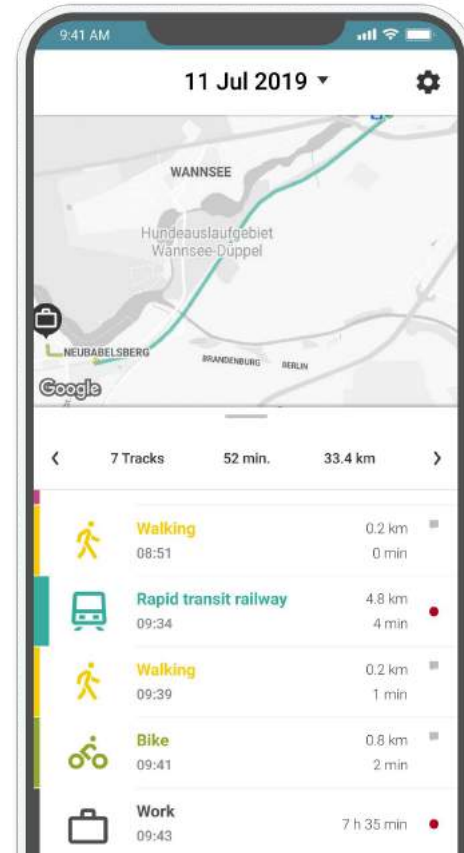 9:41 AM
11 Jul 2019
WANNSEE
Hundeauslaufgebiet
Wannsee-Düppel
NEUBABELSBERG
BRANDENBURG
BERLIN
Google
7 Tracks 52 min. 33.4 km
Walking 0.2 km
08:51 0 min
Rapid transit railway 4.8 km
09:34 4 min
Walking 0.2 km
09:39 1 min
Bike 0.8 km
09:41 2 min
Work
09:43 7 h 35 min